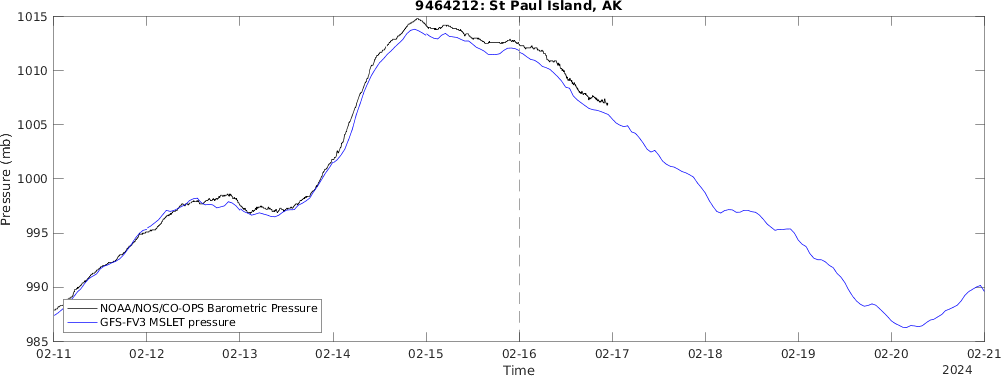 9464212: St Paul Island, AK
Pressure (mb)
1015
1010
1005
1000
995
990
985
NOAA/NOS/CO-OPS Barometric Pressure
GFS-FV3 MSLET pressure
02-11 02-12 02-13 02-14 02-15 02-16 02-17 02-18 02-19 02-20 02-21
Time
2024